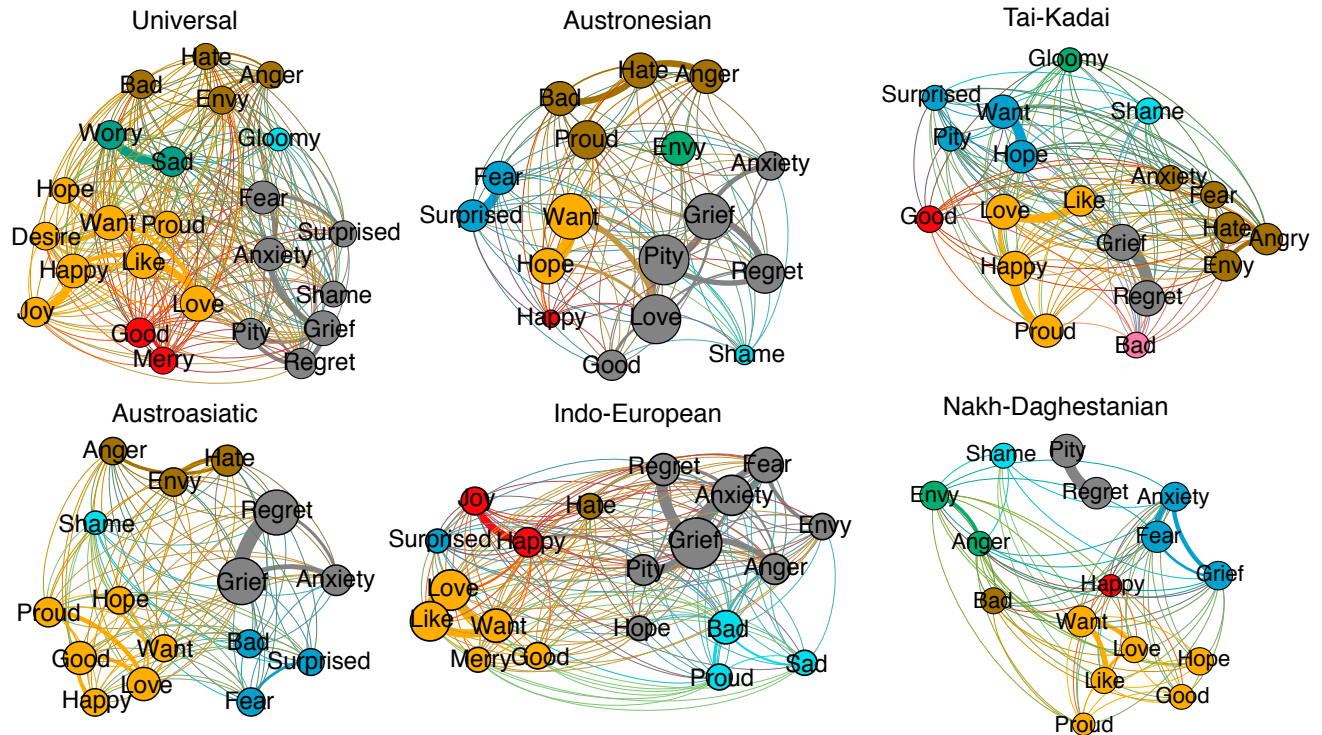 Universal
Hate
Bad
Anger
Envy
Worry
Gloomy
Sad
Hope
Fear
Want
Proud
Desire
Surprised
Happy
Like
Anxiety
Joy
Love
Shame
Good
Pity
Grief
Merry
Regret
Austronesian
Hate
Anger
Bad
Proud
Envy
Anxiety
Fear
Surprised
Want
Grief
Hope
Pity
Regret
Happy
Love
Good
Shame
Tai-Kadai
Gloomy
Surprised
Want
Shame
Pity
Hope
Anxiety
Fear
Good
Love
Like
Grief
Hate
Angry
Happy
Envy
Regret
Proud
Bad
Austroasiatic
Anger
Envy
Hate
Shame
Regret
Grief
Anxiety
Proud
Hope
Good
Want
Bad
Surprised
Happy
Love
Fear
Indo-European
Regret
Fear
Joy
Hate
Anxiety
Surprised
Happy
Envy
Grief
Love
Pity
Anger
Like
Want
Hope
Bad
Merry
Good
Proud
Sad
Nakh-Daghestanian
Shame
Pity
Envy
Regret
Anxiety
Anger
Fear
Grief
Happy
Bad
Want
Love
Hope
Like
Good
Proud